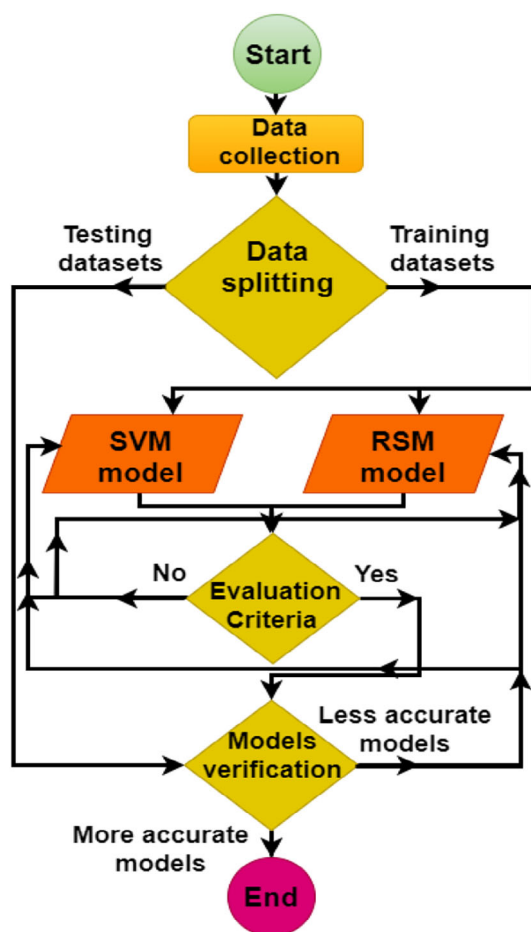 Start
Data
collection
Testing
datasets
Data
splitting
Training
datasets
SVM
model
RSM
model
No
Evaluation
Criteria
Yes
Models
verification
Less accurate
models
More accurate
models
End